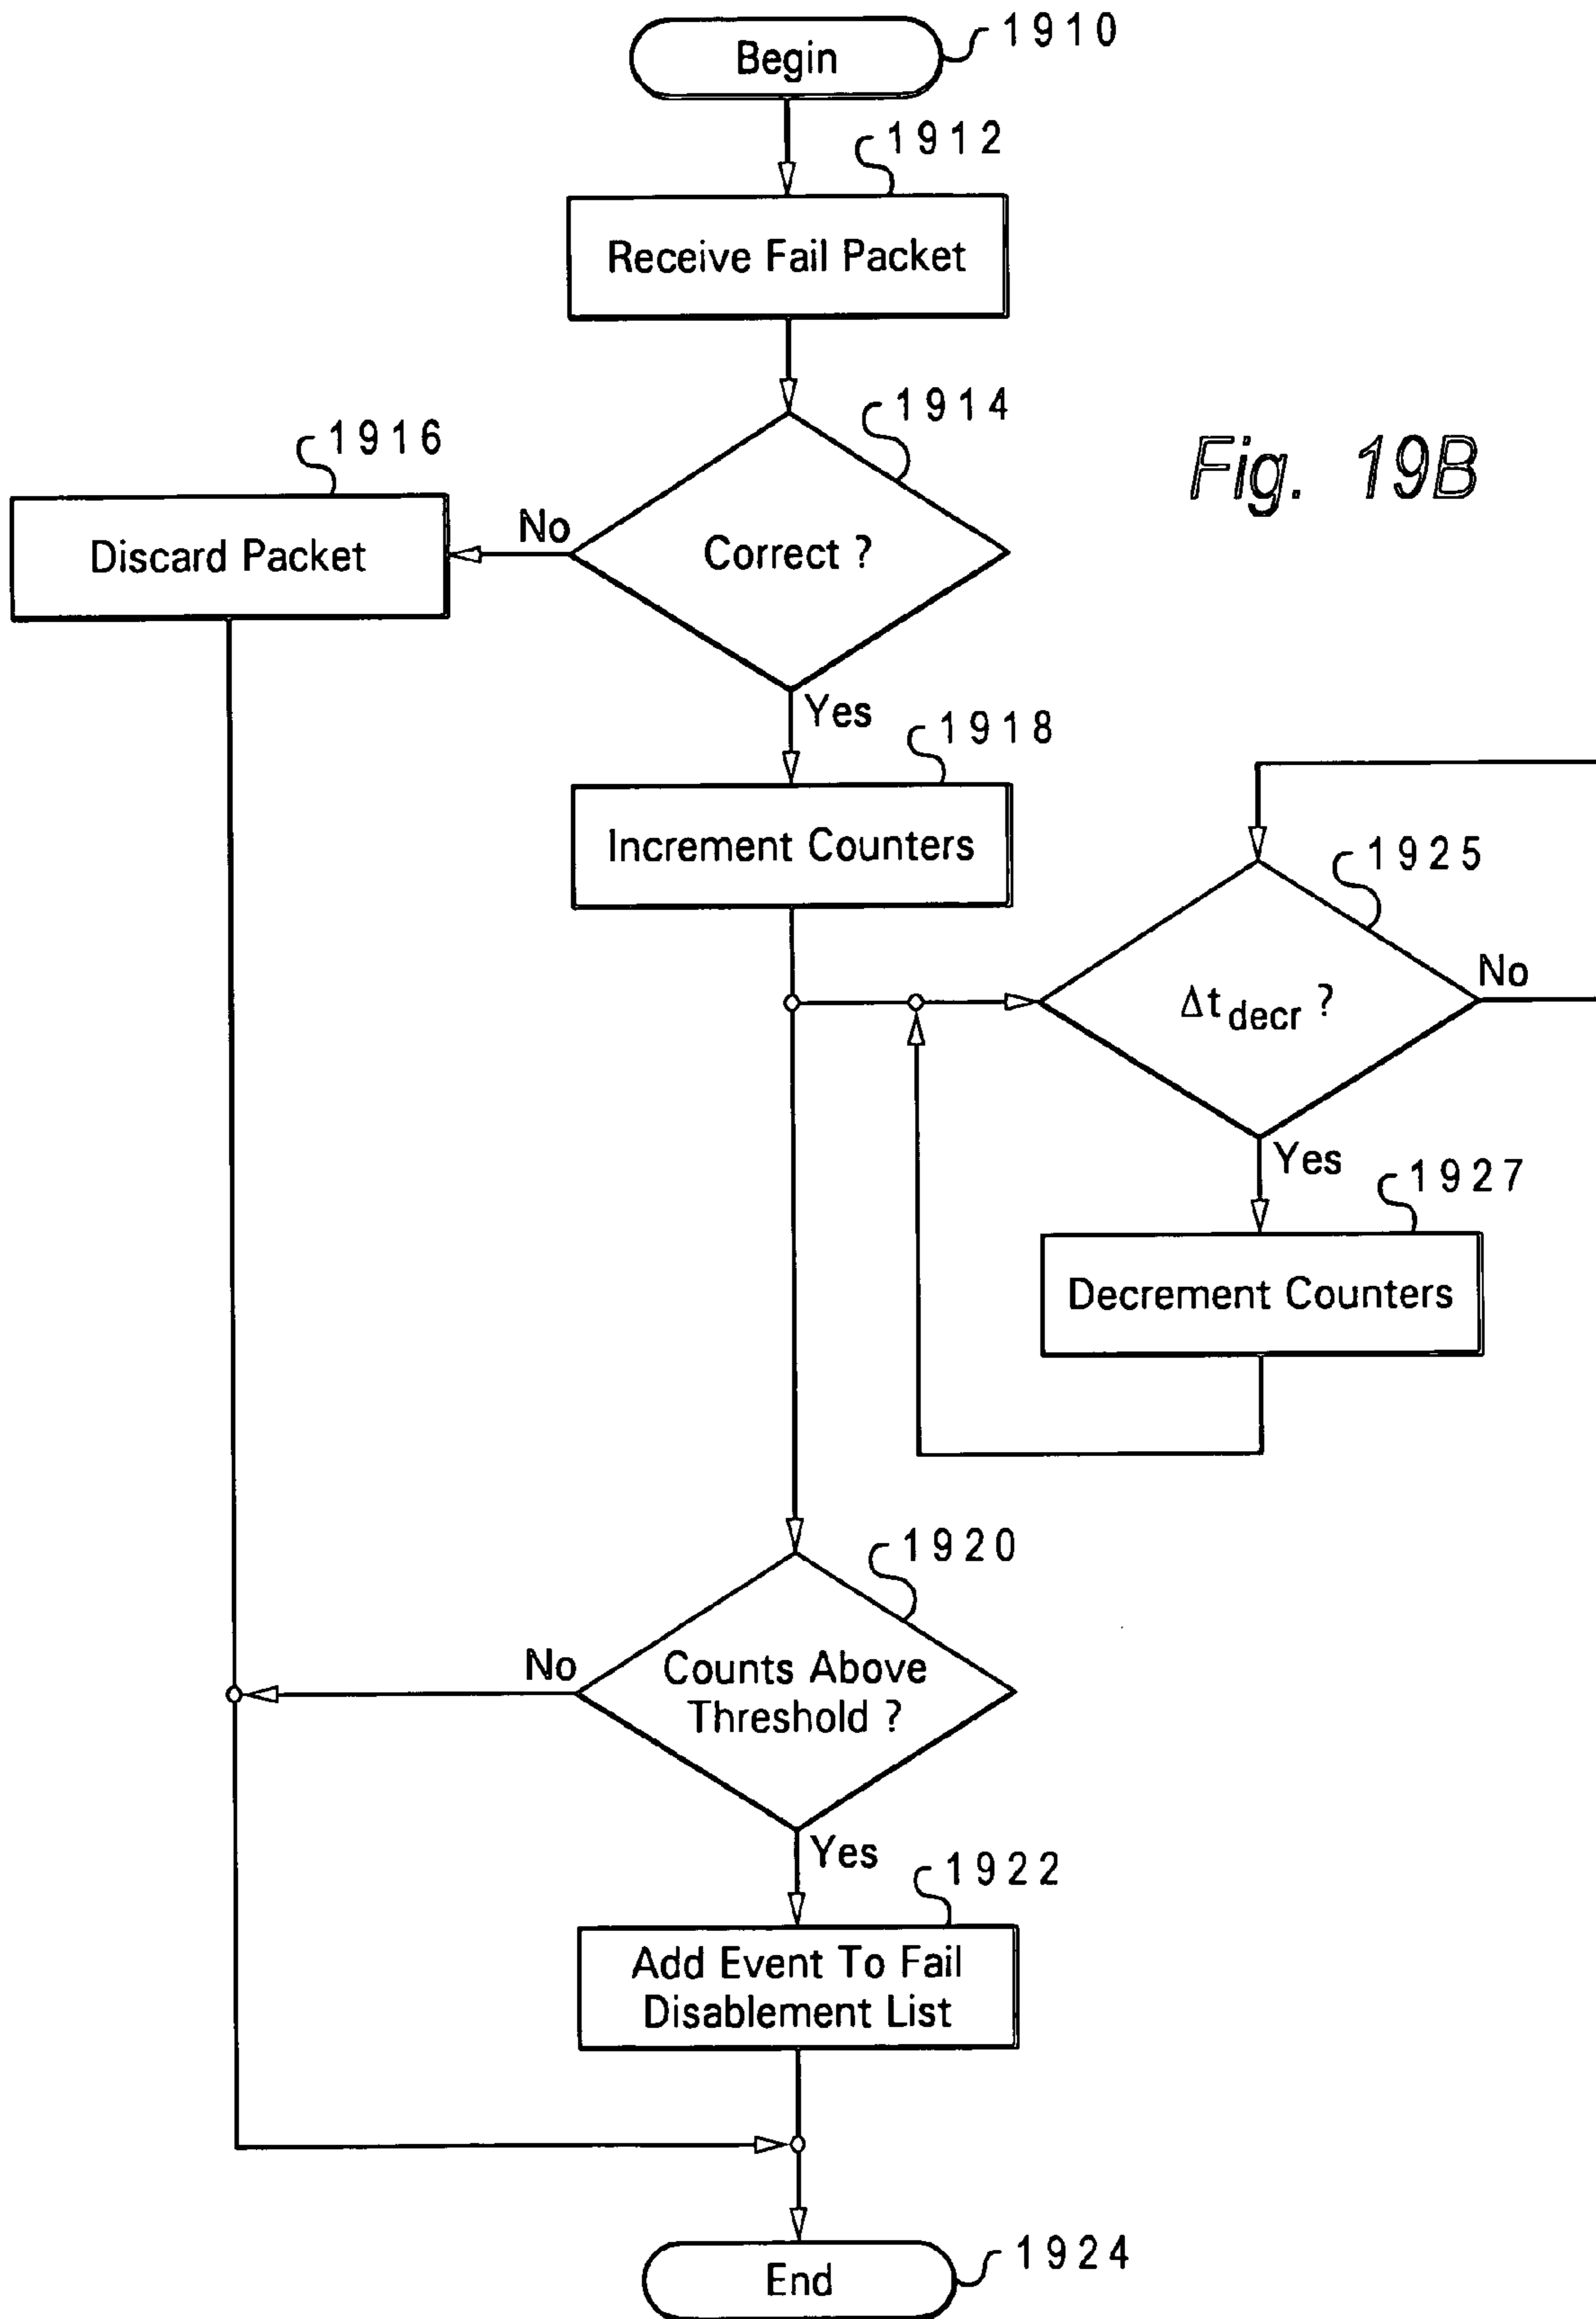 Begin
1910
1912
Receive Fail Packet
1914
Fig. 19B
1916
Discard Packet
No
Correct ?
Yes
1918
Increment Counters
1925
Δt decr ?
No
Yes
1927
Decrement Counters
1920
Counts Above
Threshold ?
No
Yes
1922
Add Event To Fail
Disablement List
End
1924